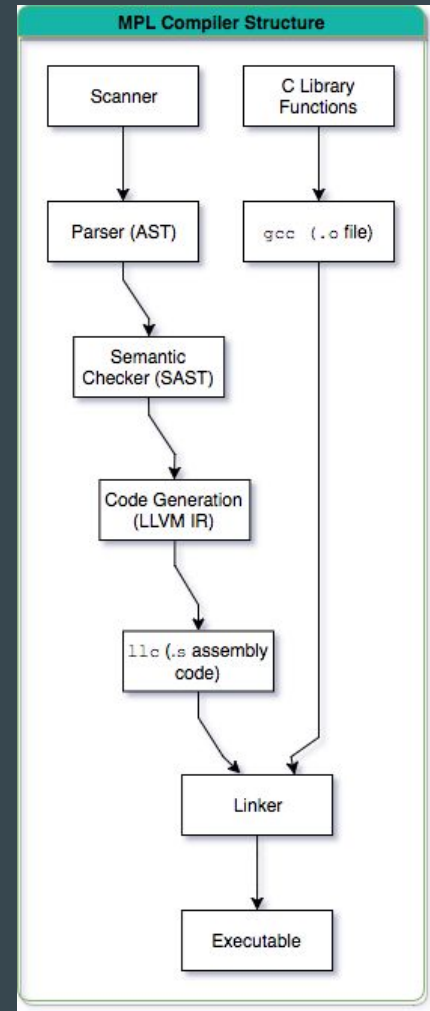 MPL Compiler Structure
Scanner
C Library
Functions
Parser (AST)
gcc (.o file)
Semantic
Checker (SAST)
Code Generation
(LLVM IR)
llc (.s assembly
code)
Linker
Executable